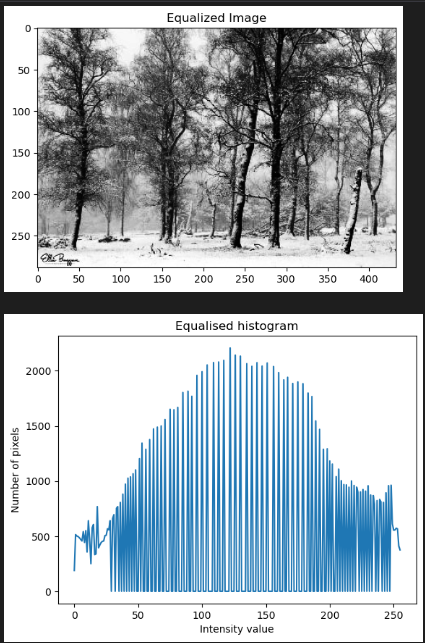 Equalized Image
0
50
100
150
200
250
0 50 100 150 200 250 300 350 400
Equalised histogram
2000
1500
1000
500
0
Number of pixels
0 50 100 150 200 250
Intensity value